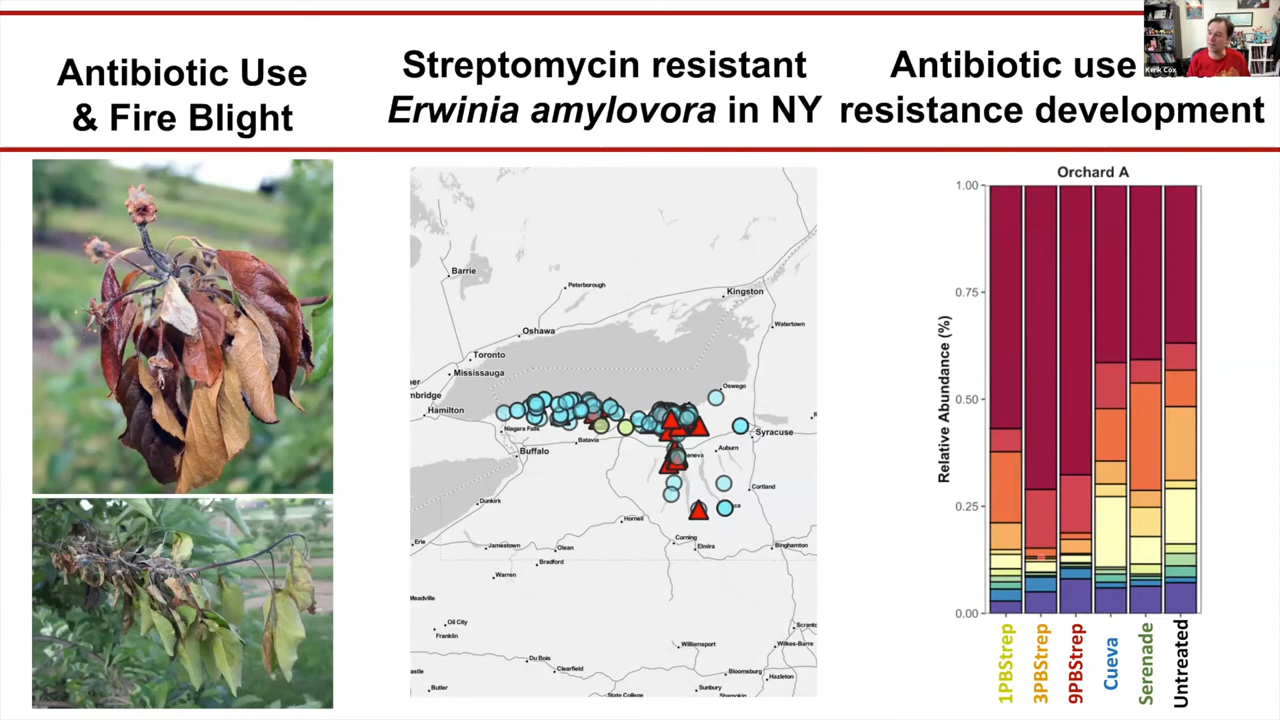 Antibiotic Use
& Fire Blight
Streptomycin resistant
Erwinia amylovora in NY
Antibiotic use
resistance development
Kerik Cox
Barrie
Peterborough
Kingston
Oshawa
Watertown
Toronto
Mississauga
Hamilton
Oswego
Niagara Falls
Batavia
Syracuse
Buffalo
eneva
Auburn
Dunkirk
Cortland
Hornell
Corning
Elmira
Erie
Jamestown
Olean
Binghamton
Bradford
Warren
Meadville
Oil City
Franklin
Williamsport
Wilkes-Barre
Du Bois
Clearfield
Bloomsburg
Hazleton
Butler
State College
Sunbury
Orchard A
Relative Abundance (%)
1.00
0.75
0.50
0.25
0.00
1PBStrep
3PBStrep
9PBStrep
Cueva
Serenade
Untreated